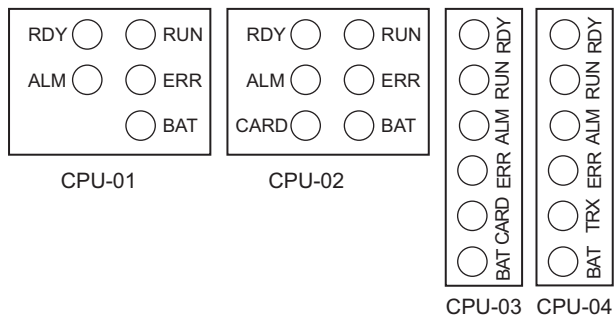 RDY RUN
ALM ERR
BAT
CPU-01
RDY RUN
ALM ERR
CARD BAT
CPU-02
RDY
RUN
ALM
ERR
CARD
BAT
CPU-03
RDY
RUN
ALM
ERR
TRX
BAT
CPU-04